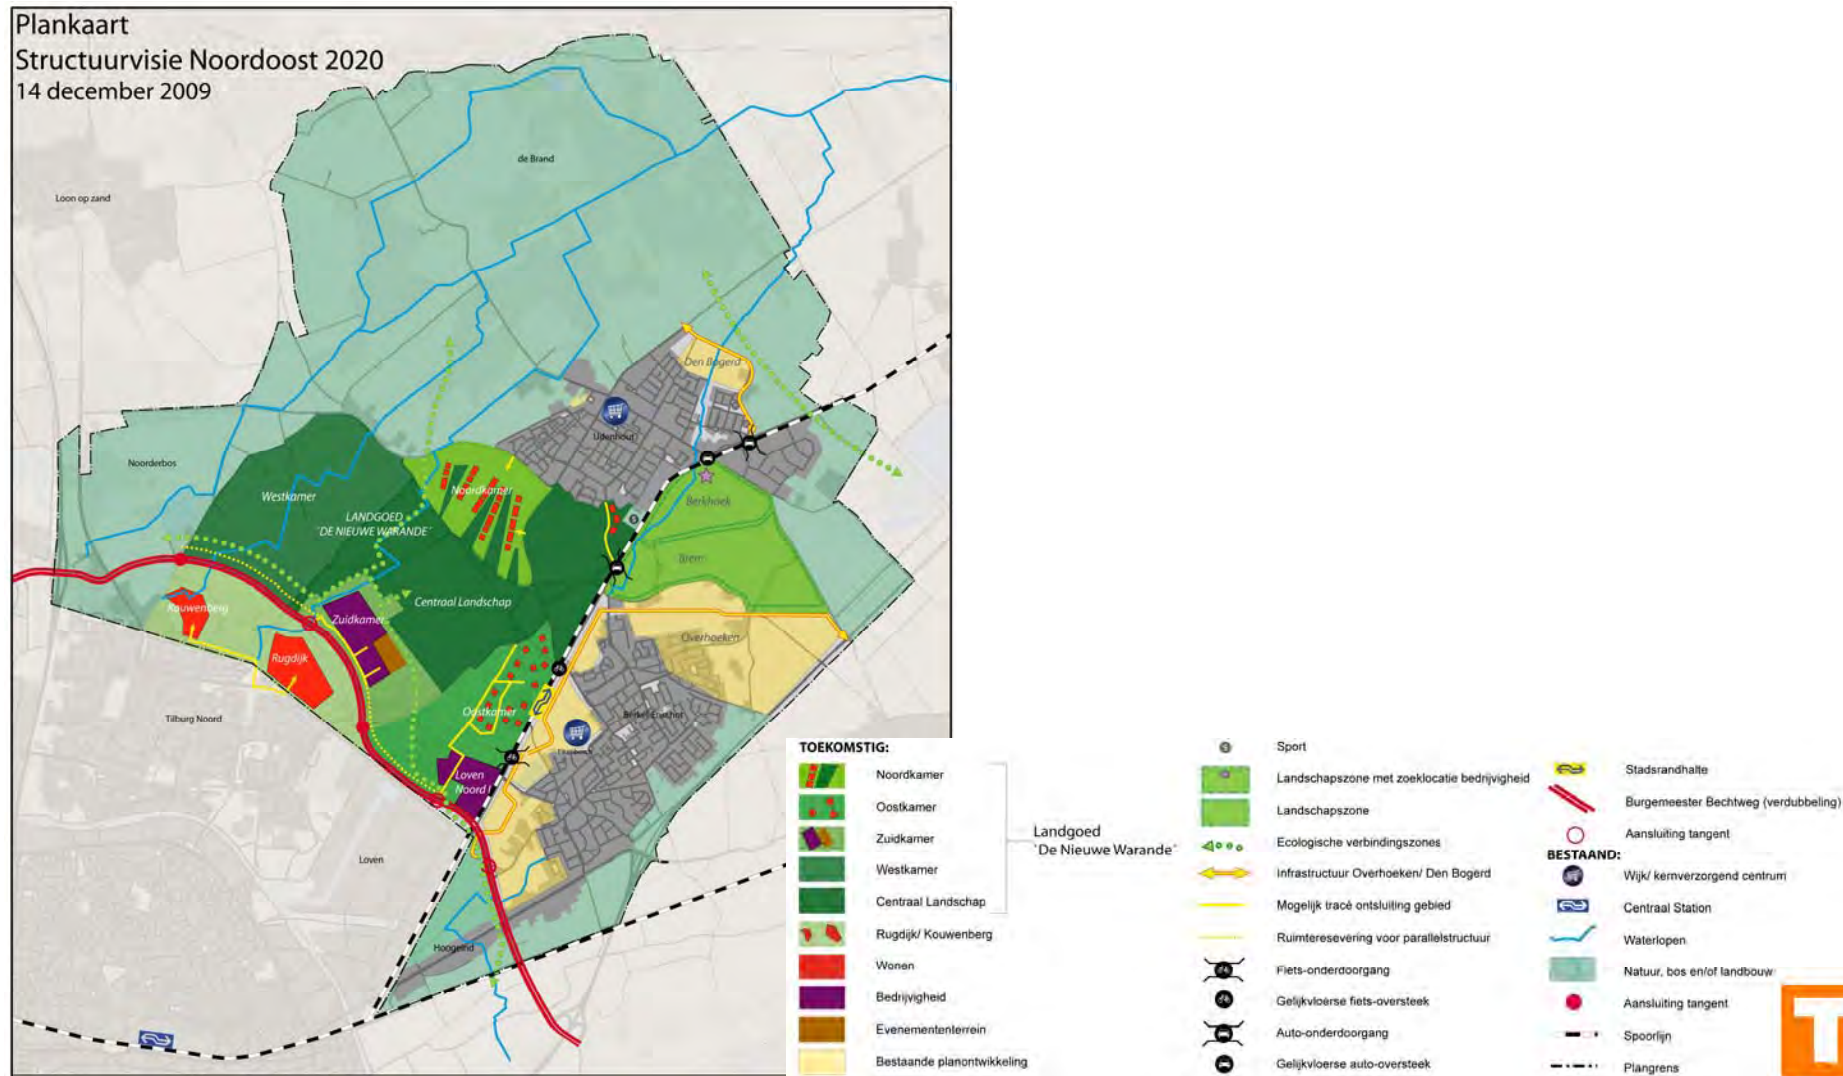 Plankaart
Structuurvisie Noordoost 2020
14 december 2009
de Brand
Loon op zand
Den Bogerd
Udenhout
Noorderbos
Westkamer
Noordkamer
Berkhoek
LANDGOED
"DE NIEUWE WARANDE"
Brem
Centraal Landschap
Kouwenberg
Zuidkamer
Overhoeken
Rugdijk
Oostkamer
Tilburg Noord
Berkel-Enschot
Loven
Noord I
Loven
Hoogeind
TOEKOMSTIG:
Noordkamer
Oostkamer
Zuidkamer
Westkamer
Centraal Landschap
Landgoed
"De Nieuwe Warande"
Rugdijk/ Kouwenberg
Wonen
Bedrijvigheid
Evenemententerrein
Bestaande planontwikkeling
S Sport
Landschapszone met zoeklocatie bedrijvigheid
Landschapszone
Ecologische verbindingszones
Infrastructuur Overhoeken/ Den Bogerd
Mogelijk tracé ontsluiting gebied
Ruimteresevering voor parallelstructuur
Fiets-onderdoorgang
Gelijkvloerse fiets-oversteek
Auto-onderdoorgang
Gelijkvloerse auto-oversteek
Stadsrandhalte
Burgemeester Bechtweg (verdubbeling)
Aansluiting tangent
BESTAAND:
Wijk/ kernverzorgend centrum
Centraal Station
Waterlopen
Natuur, bos en/of landbouw
Aansluiting tangent
Spoorlijn
Plangrens
T